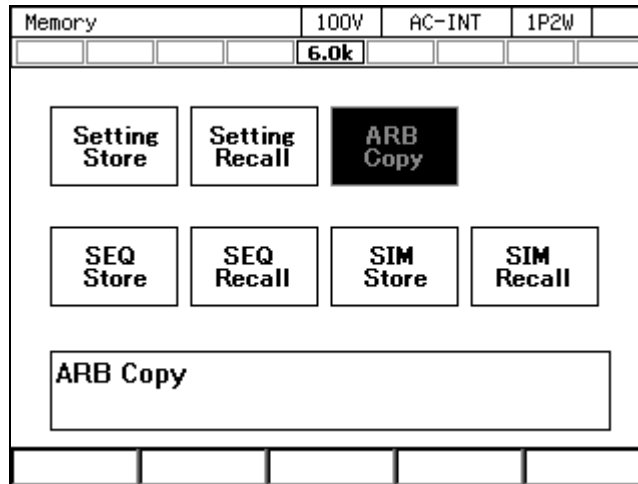 Memory 100V AC-INT 1P2W
6.0k
Setting Store
Setting Recall
ARB Copy
SEQ Store
SEQ Recall
SIM Store
SIM Recall
ARB Copy